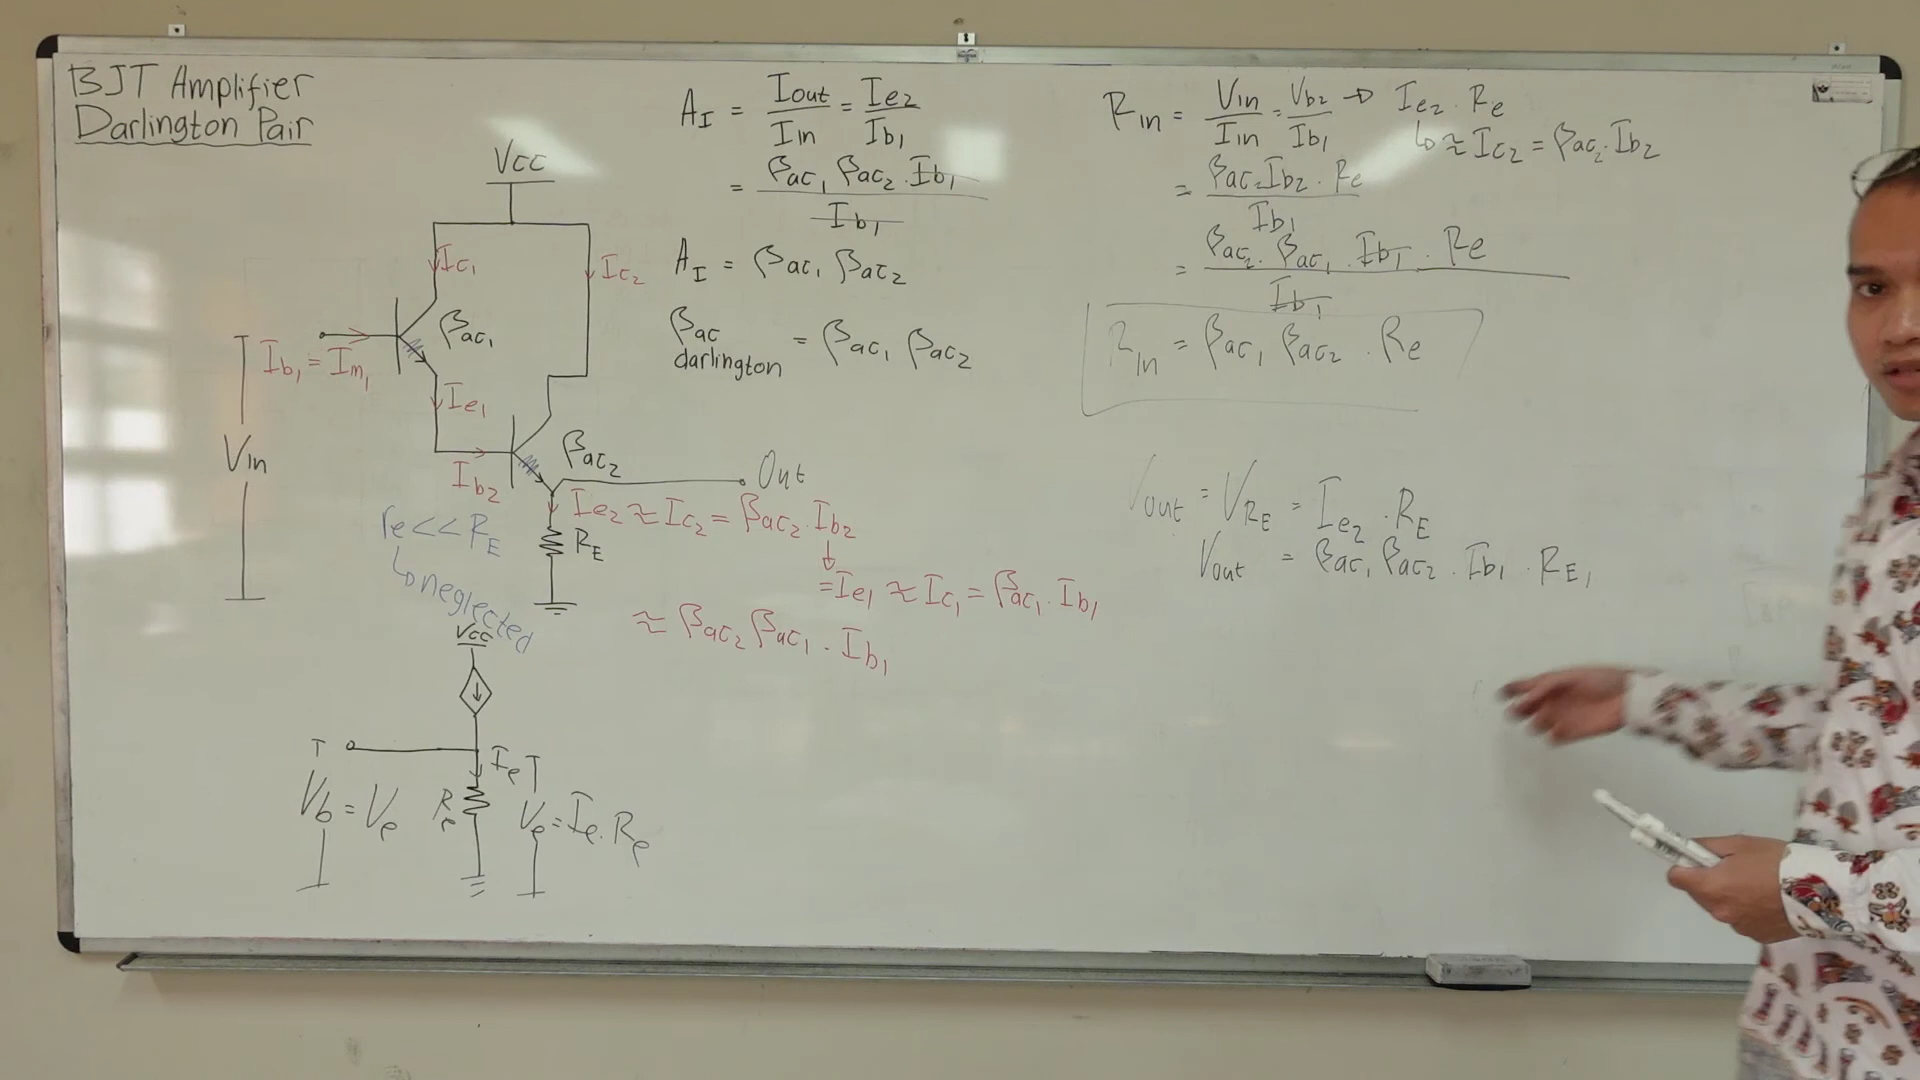 BJT Amplifier
Darlington Pair
VCC
Ic₁
Ic₂
βac₁
Ib₁ = Iin₁
Ie₁
Vin
Ib₂
βac₂
Out
Ie₂ ≈ Ic₂ = βac₂ . Ib₂
= Ie₁ ≈ Ic₁ = βac₁ . Ib₁
≈ βac₂ βac₁ . Ib₁
re << RE
↳ neglected
RE
VCC
Ie
Vb = Ve
Re
Ve = Ie . Re
AI = Iout / Iin = Ie₂ / Ib₁
= βac₁ βac₂ . Ib₁ / Ib₁
AI = βac₁ βac₂
βac darlington = βac₁ βac₂
Rin = Vin / Iin = Vb₂ / Ib₁ → Ie₂ . Re
↳ ≈ Ic₂ = βac₂ . Ib₂
= βac₂ Ib₂ . Re / Ib₁
= βac₂ . βac₁ . Ib₁ . Re / Ib₁
Rin = βac₁ βac₂ . Re
Vout = VRE = Ie₂ . RE
Vout = βac₁ βac₂ . Ib₁ . RE₁